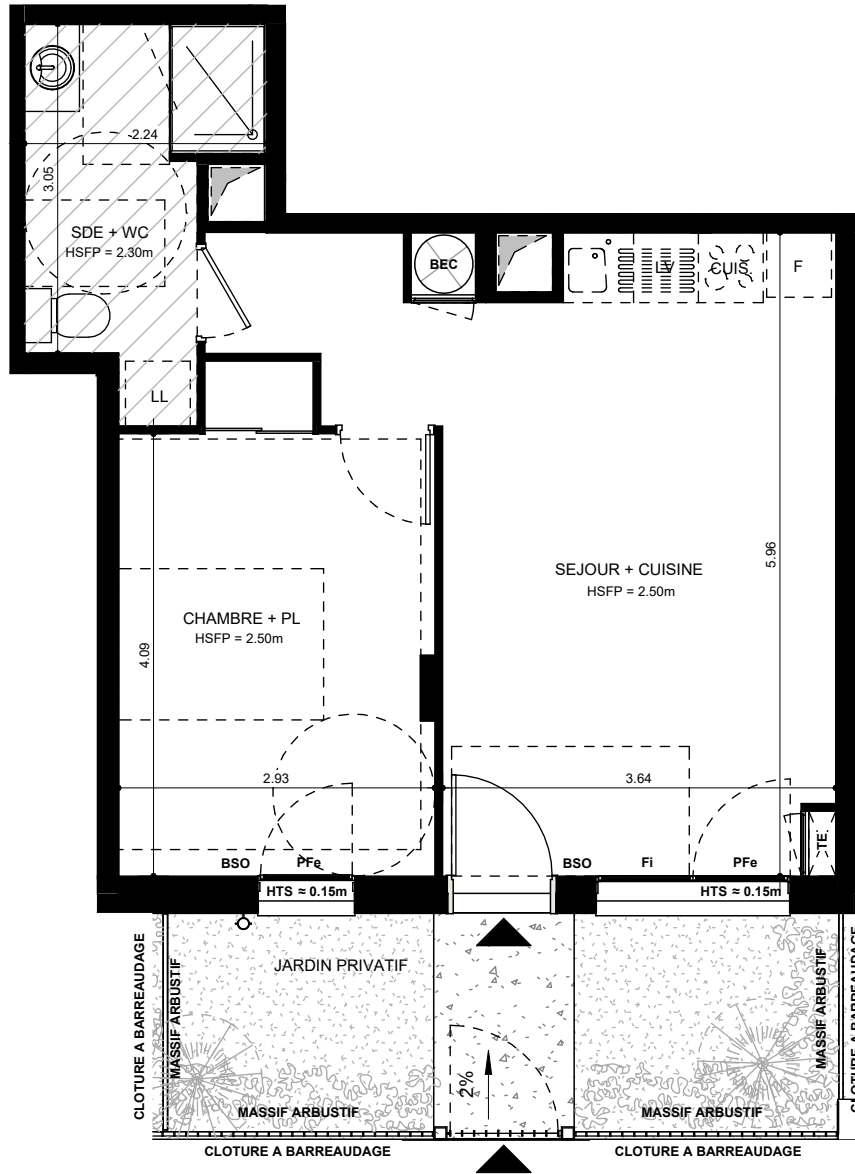 2.24
3.05
SDE + WC
HSFP = 2.30m
BEC
LV
CUIS
F
LL
SEJOUR + CUISINE
HSFP = 2.50m
5.96
CHAMBRE + PL
HSFP = 2.50m
4.09
2.93
3.64
TE
BSO
PFe
BSO
Fi
PFe
HTS ≈ 0.15m
HTS ≈ 0.15m
JARDIN PRIVATIF
CLOTURE A BARREAUDAGE
MASSIF ARBUSTIF
MASSIF ARBUSTIF
CLOTURE A BARREAUDAGE
2%
MASSIF ARBUSTIF
MASSIF ARBUSTIF
CLOTURE A BARREAUDAGE
CLOTURE A BARREAUDAGE